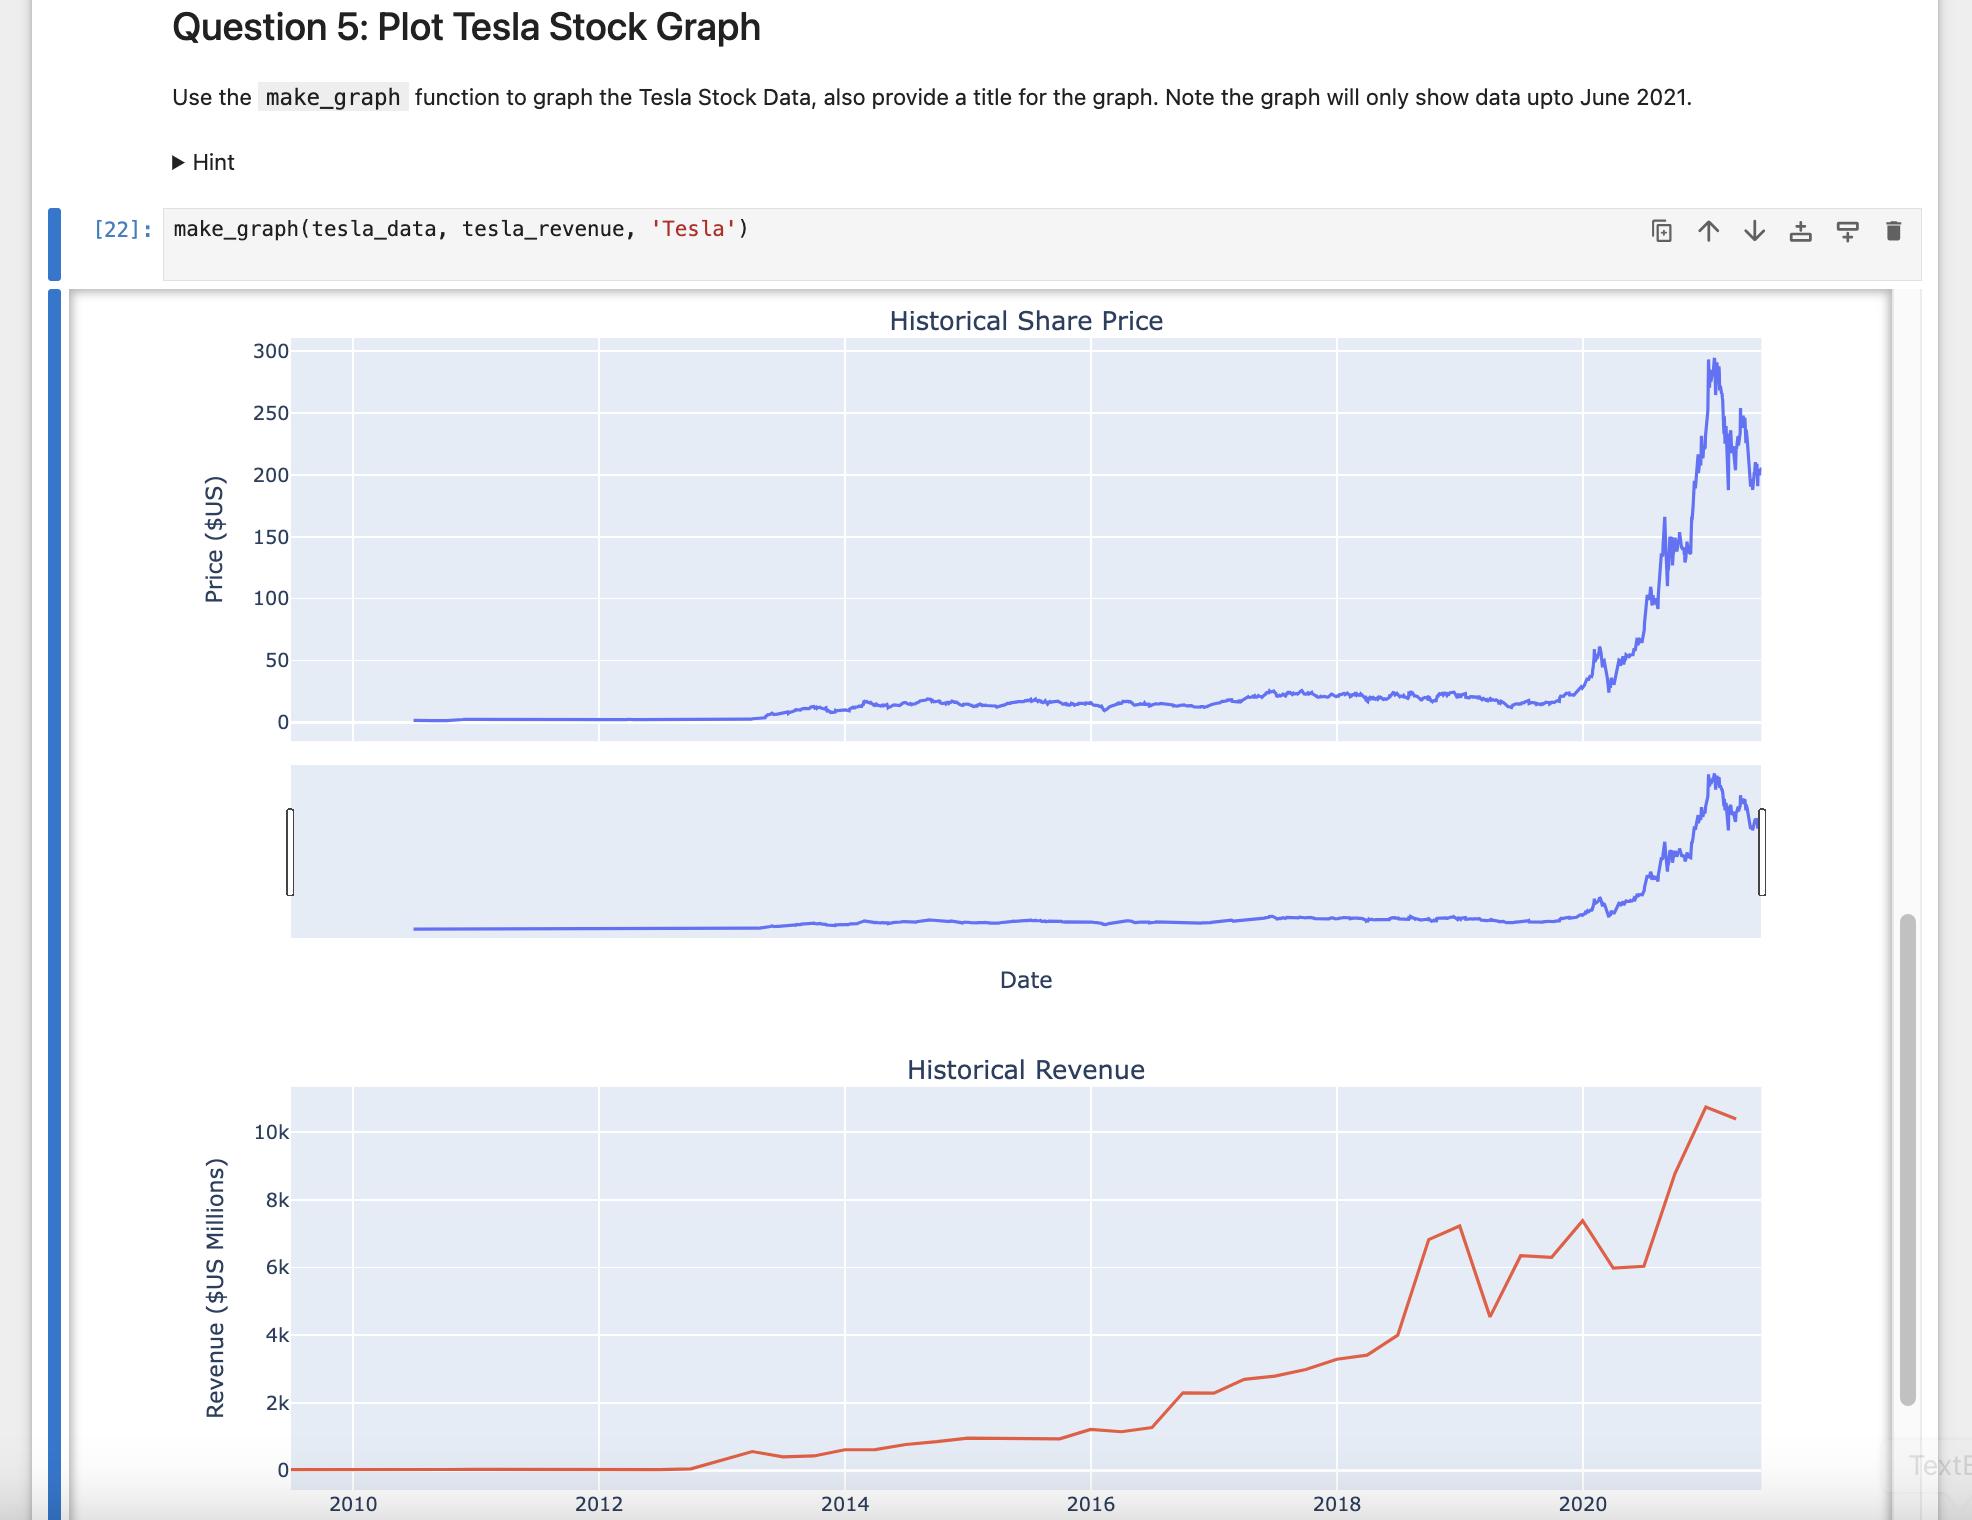 Question 5: Plot Tesla Stock Graph
Use the make_graph function to graph the Tesla Stock Data, also provide a title for the graph. Note the graph will only show data upto June 2021.
Hint
[22]: make_graph(tesla_data, tesla_revenue, 'Tesla')
Historical Share Price
300
250
200
150
100
50
0
Price ($US)
Date
Historical Revenue
10k
8k
6k
4k
2k
0
Revenue ($US Millions)
2010 2012 2014 2016 2018 2020